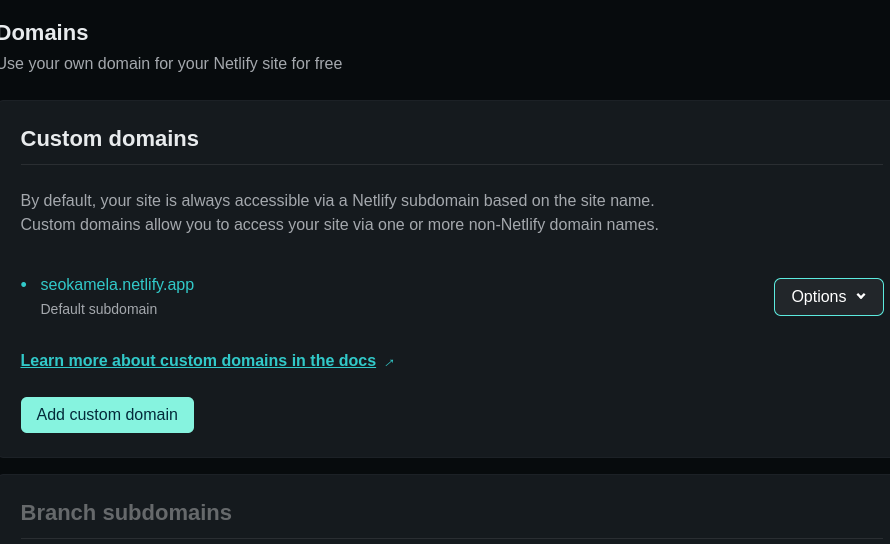 Domains
Use your own domain for your Netlify site for free
Custom domains
By default, your site is always accessible via a Netlify subdomain based on the site name.
Custom domains allow you to access your site via one or more non-Netlify domain names.
• seokamela.netlify.app
Default subdomain
Options
Learn more about custom domains in the docs
Add custom domain
Branch subdomains